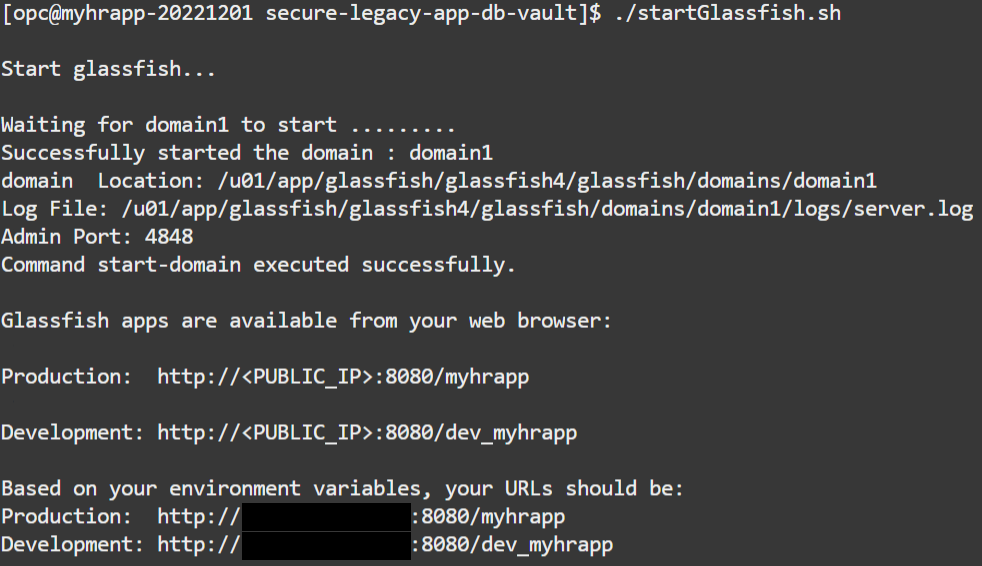 [opc@myhrapp-20221201 secure-legacy-app-db-vault]$ ./startGlassfish.sh
Start glassfish...
Waiting for domain1 to start .........
Successfully started the domain : domain1
domain  Location: /u01/app/glassfish/glassfish4/glassfish/domains/domain1
Log File: /u01/app/glassfish/glassfish4/glassfish/domains/domain1/logs/server.log
Admin Port: 4848
Command start-domain executed successfully.
Glassfish apps are available from your web browser:
Production:  http://<PUBLIC_IP>:8080/myhrapp
Development: http://<PUBLIC_IP>:8080/dev_myhrapp
Based on your environment variables, your URLs should be:
Production:  http:// :8080/myhrapp
Development: http:// :8080/dev_myhrapp